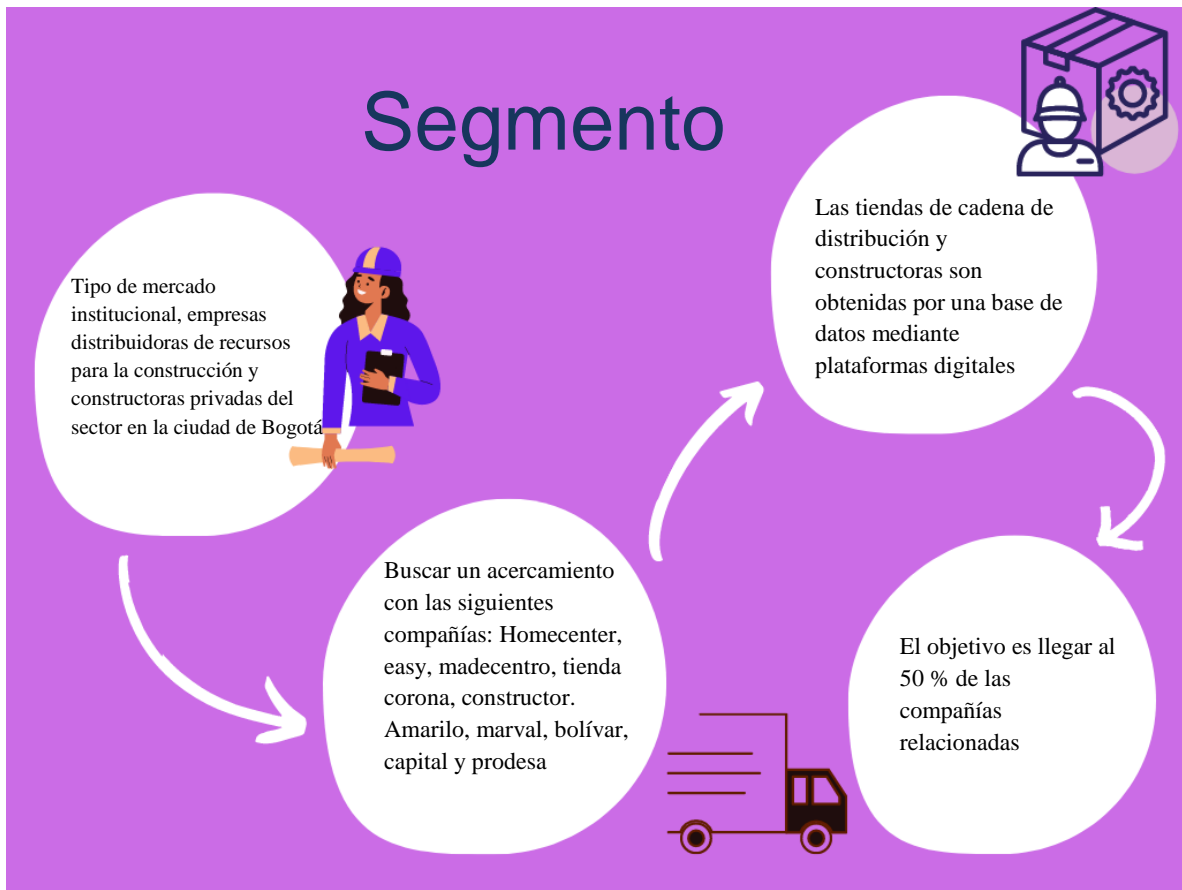 Segmento
Tipo de mercado
institucional, empresas
distribuidoras de recursos
para la construcción y
constructoras privadas del
sector en la ciudad de Bogotá
Buscar un acercamiento
con las siguientes
compañías: Homecenter,
easy, madecentro, tienda
corona, constructor.
Amarilo, marval, bolívar,
capital y prodesa
Las tiendas de cadena de
distribución y
constructoras son
obtenidas por una base de
datos mediante
plataformas digitales
El objetivo es llegar al
50 % de las
compañías
relacionadas